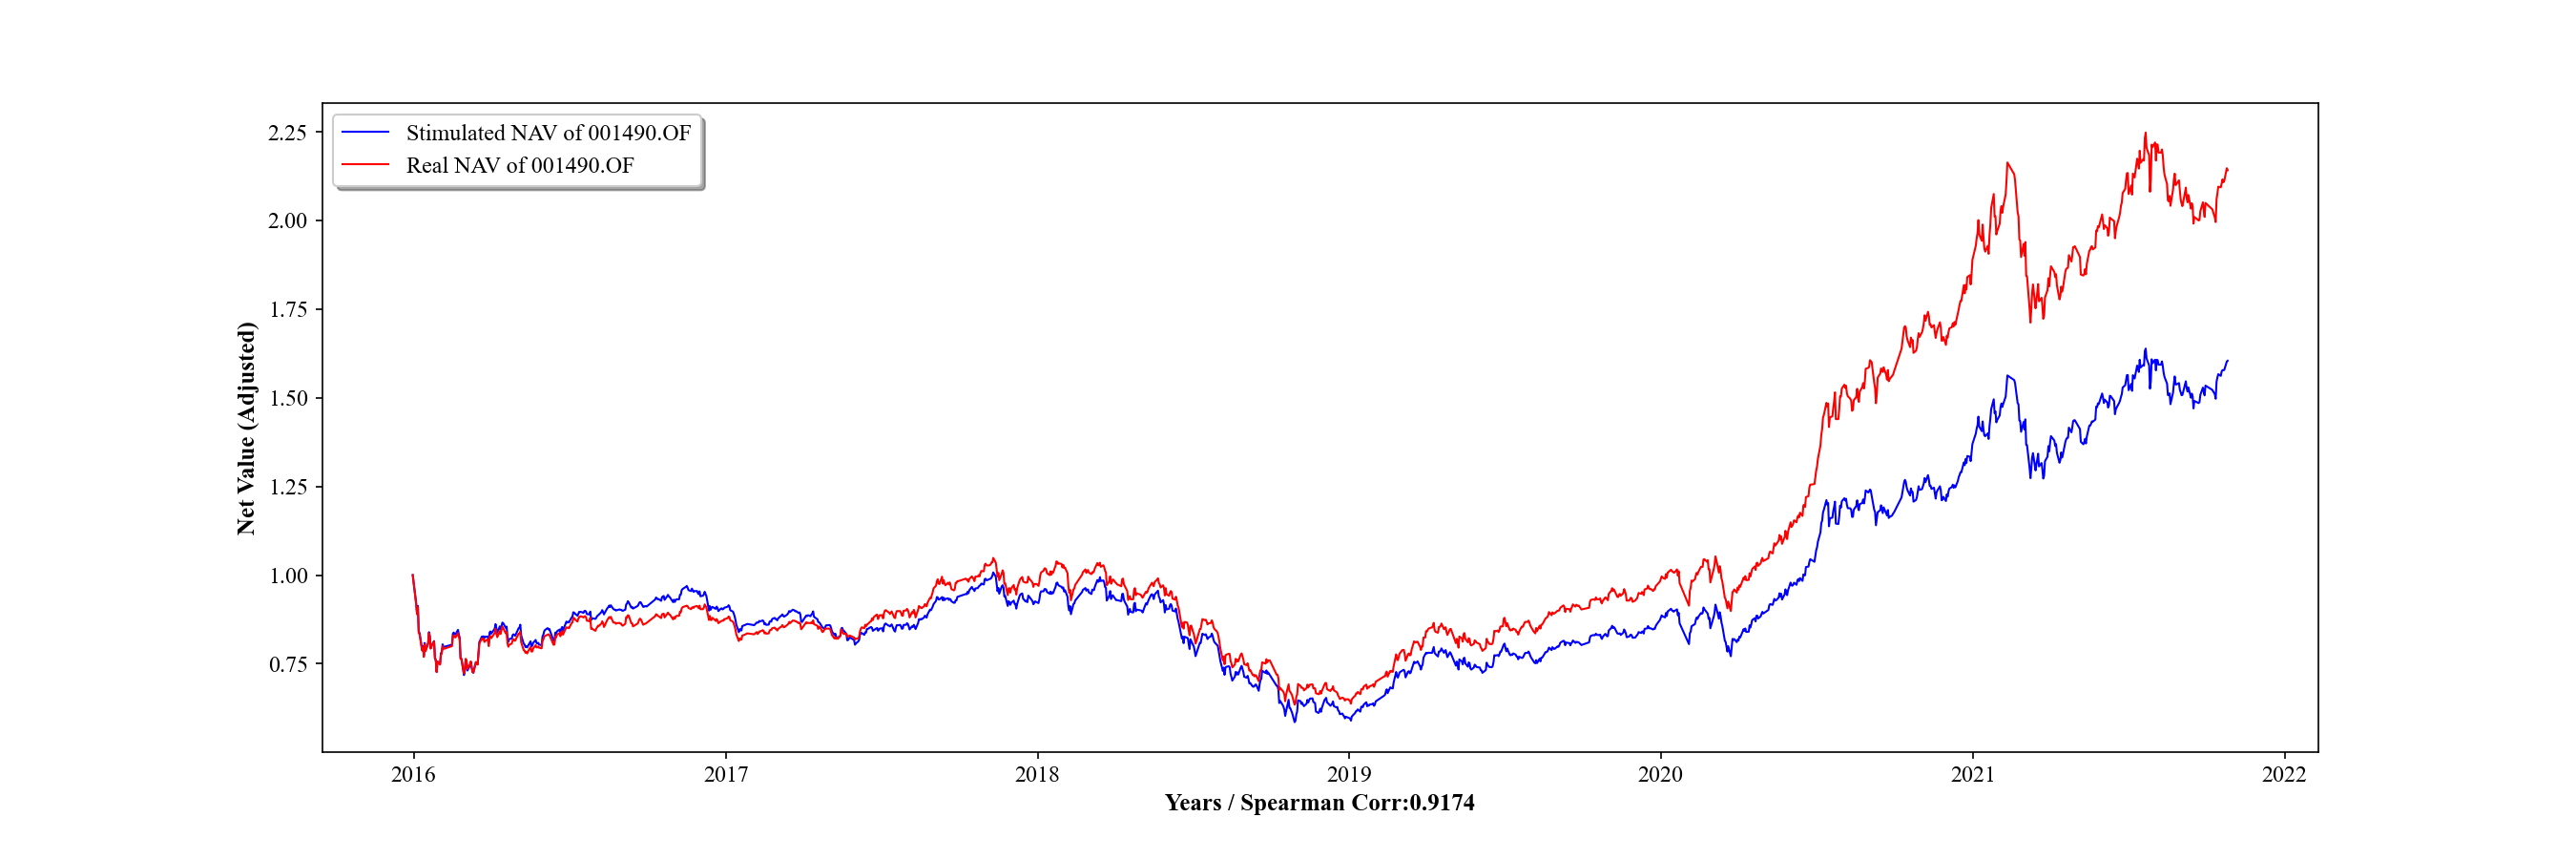 Stimulated NAV of 001490.OF
Real NAV of 001490.OF
Net Value (Adjusted)
2.25
2.00
1.75
1.50
1.25
1.00
0.75
2016 2017 2018 2019 2020 2021 2022
Years / Spearman Corr:0.9174